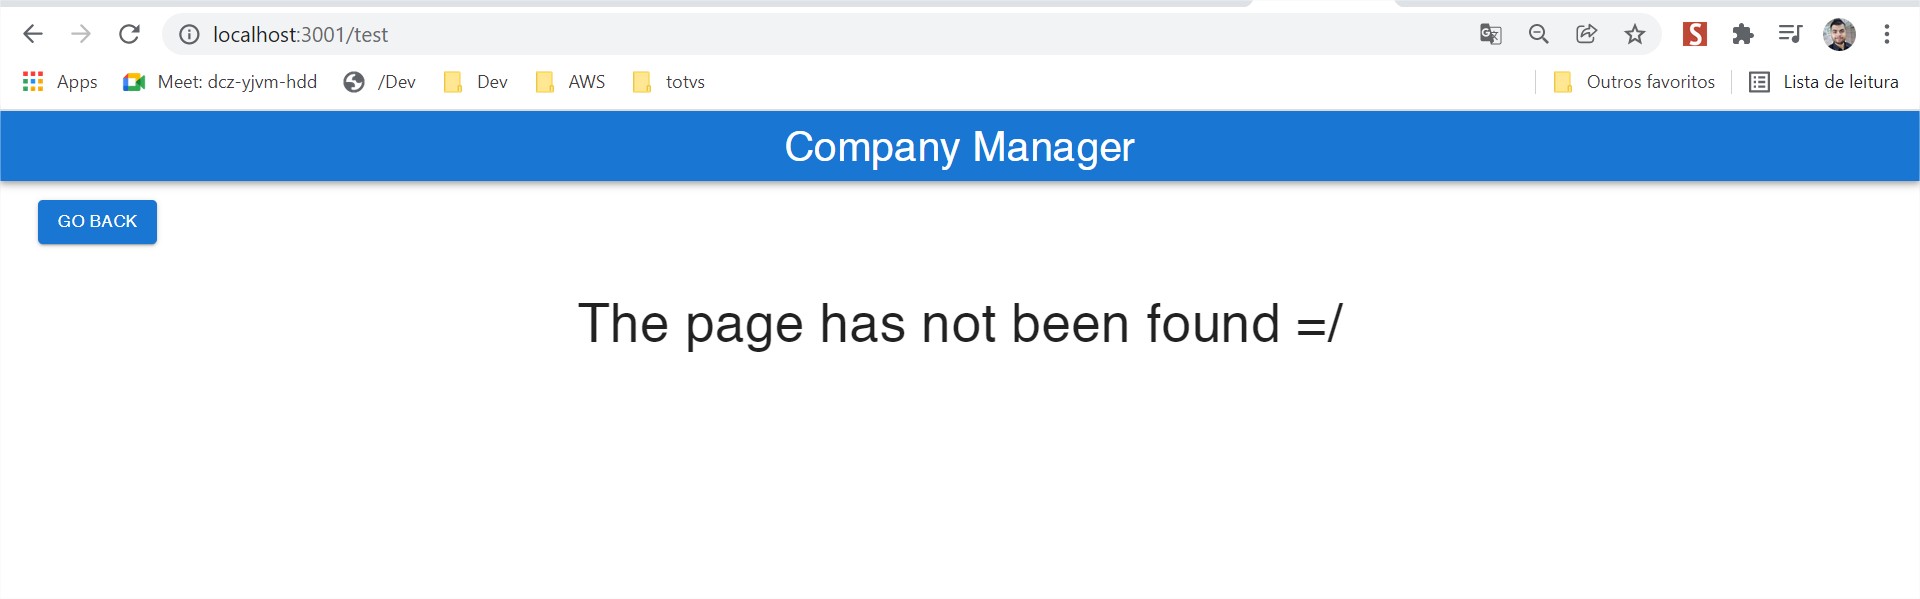 localhost:3001/test
Apps Meet: dcz-yjvm-hdd /Dev Dev AWS totvs Outros favoritos Lista de leitura
Company Manager
GO BACK
The page has not been found =/